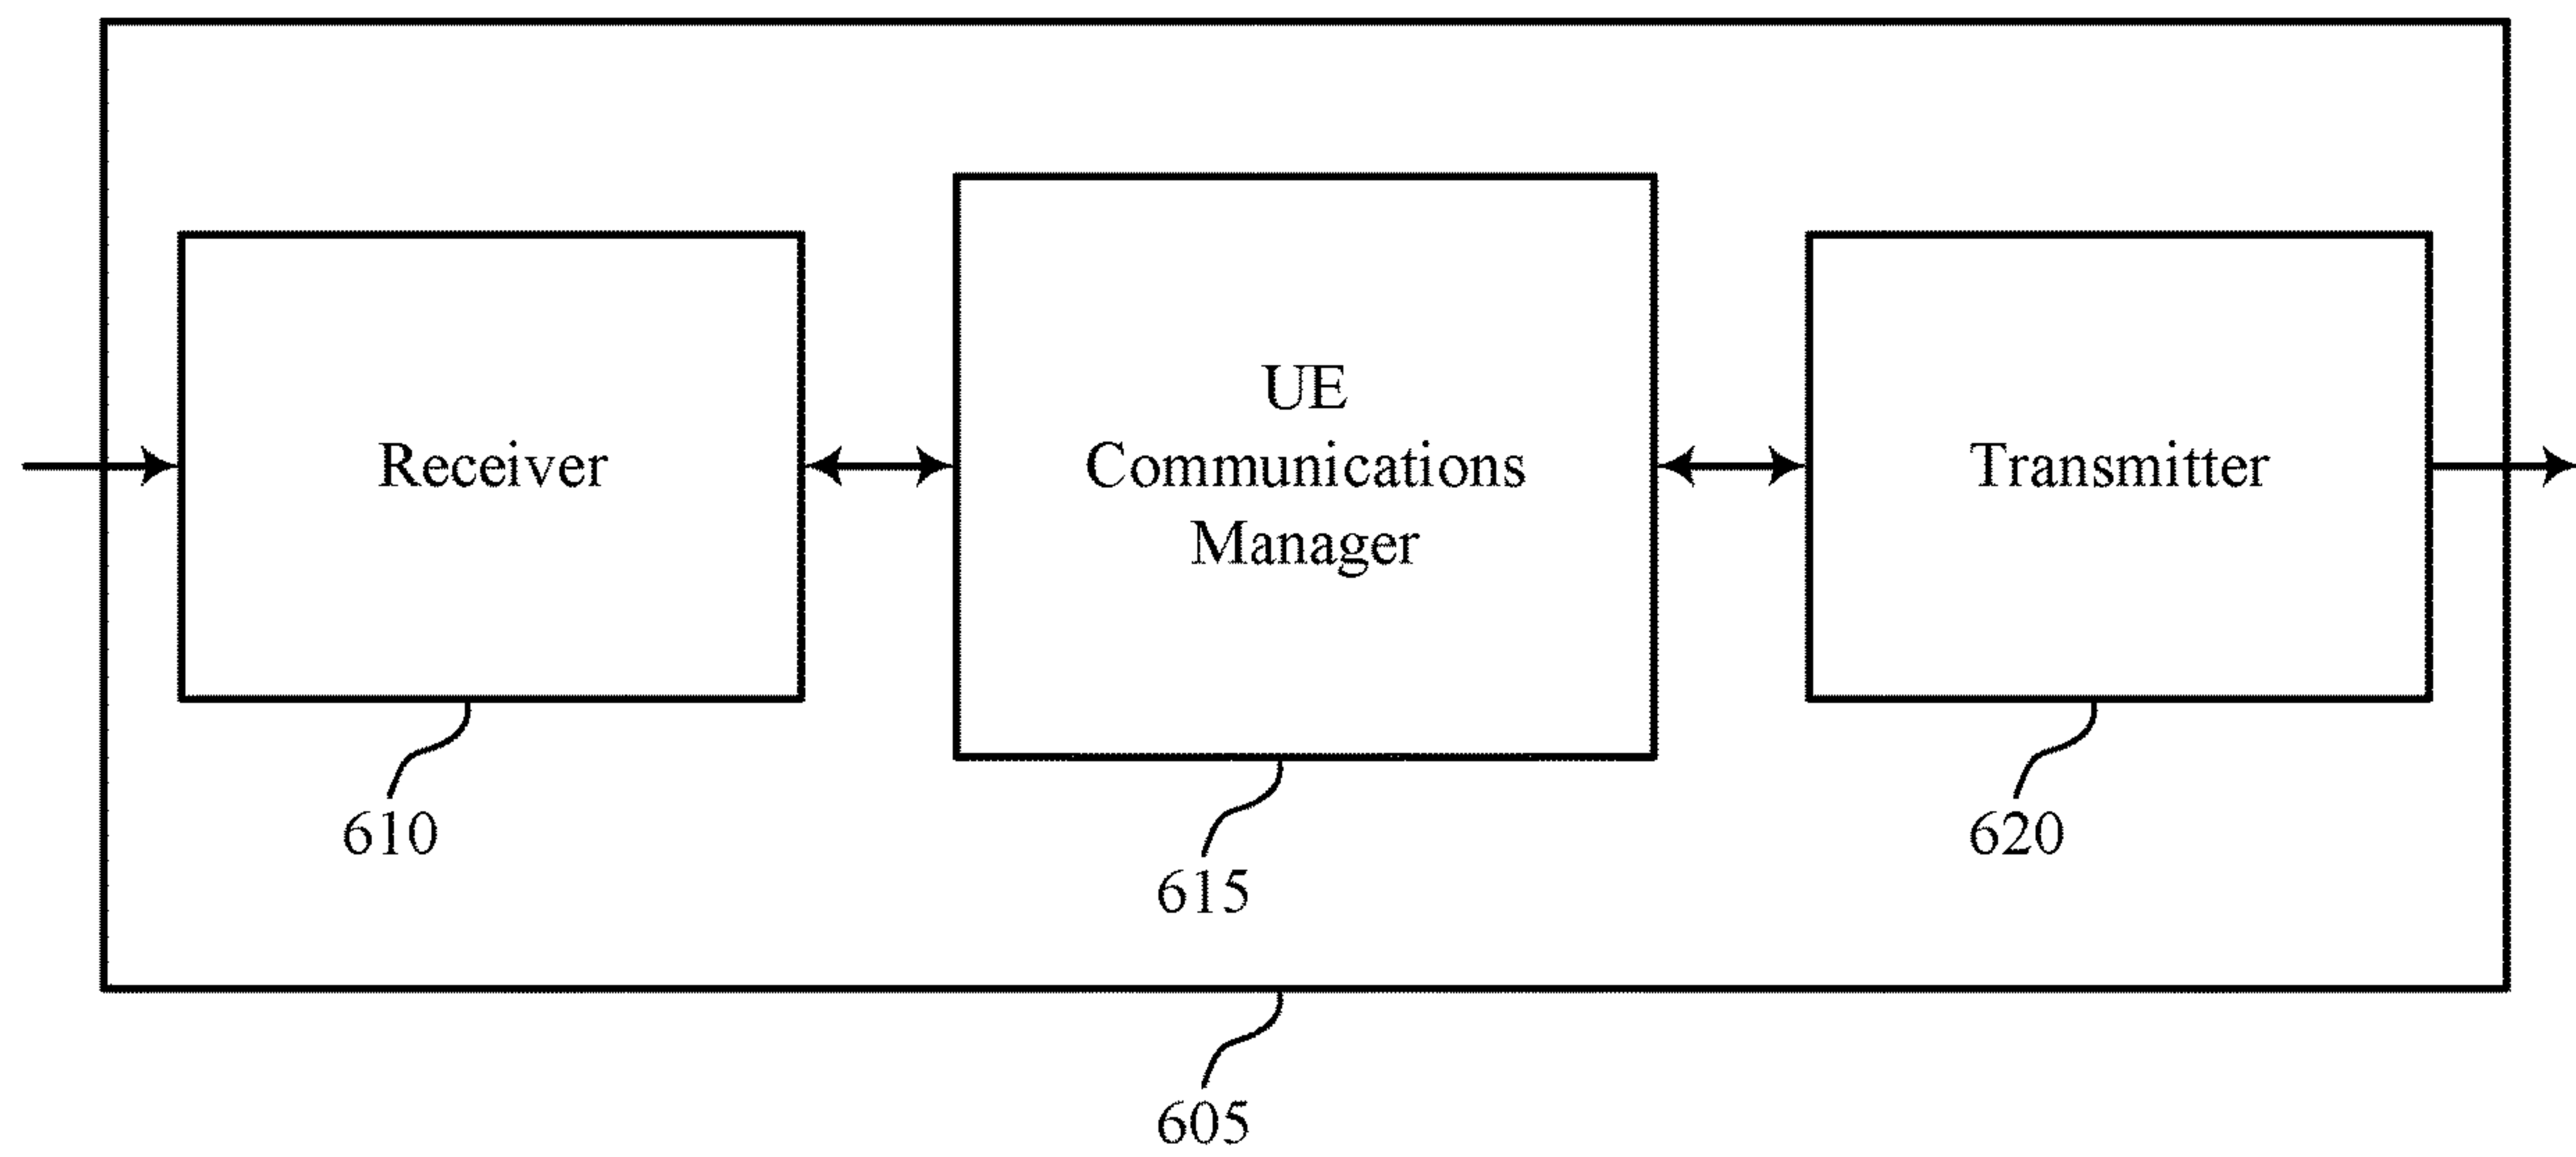 UE
Receiver
Communications
Transmitter
Manager
610
620
615
605